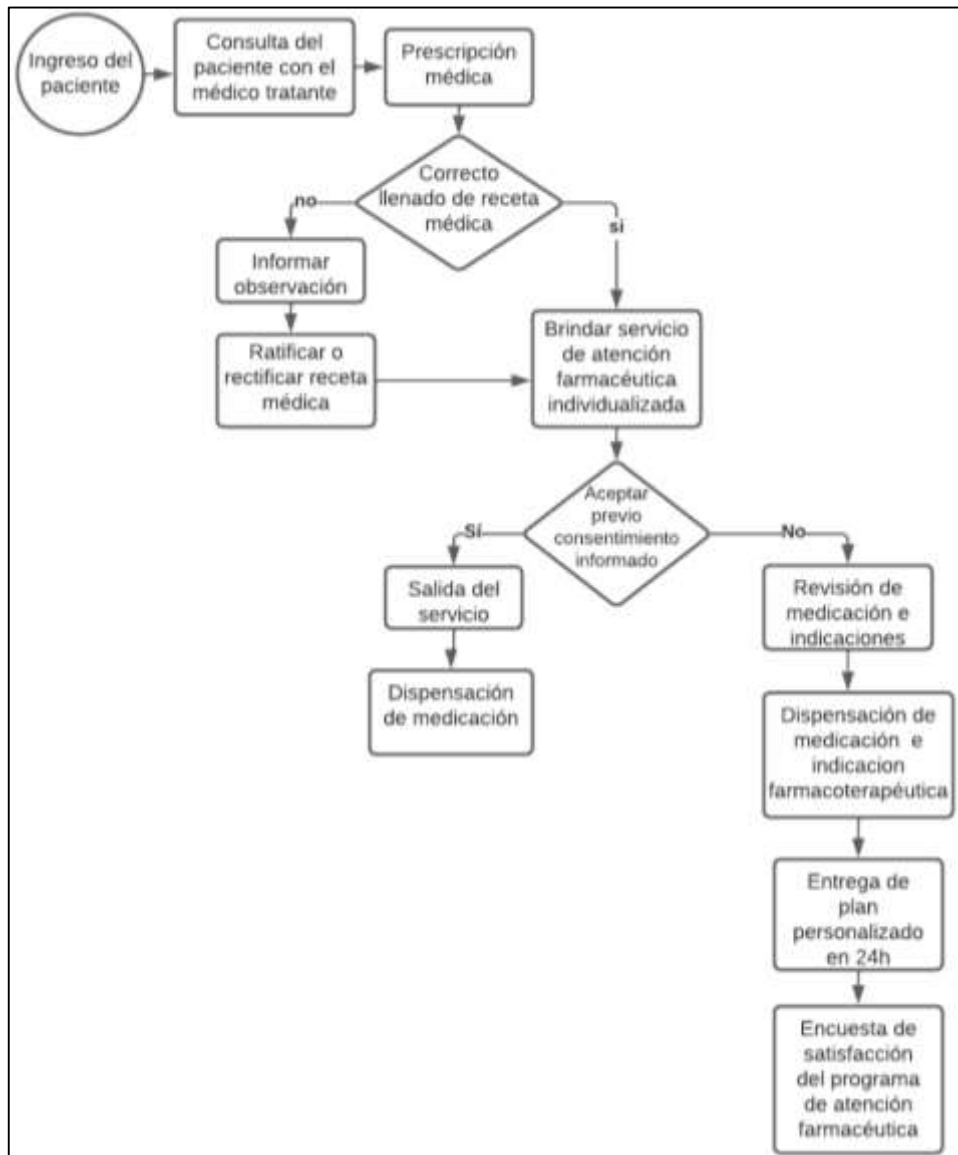 Ingreso del
paciente
Consulta del
paciente con el
médico tratante
Prescripción
médica
Correcto
llenado de receta
médica
no
si
Informar
observación
Ratificar o
rectificar receta
médica
Brindar servicio
de atención
farmacéutica
individualizada
Aceptar
previo
consentimiento
informado
Sí
No
Salida del
servicio
Dispensación
de medicación
Revisión de
medicación e
indicaciones
Dispensación de
medicación e
indicacion
farmacoterapéutica
Entrega de
plan
personalizado
en 24h
Encuesta de
satisfacción
del programa
de atención
farmacéutica